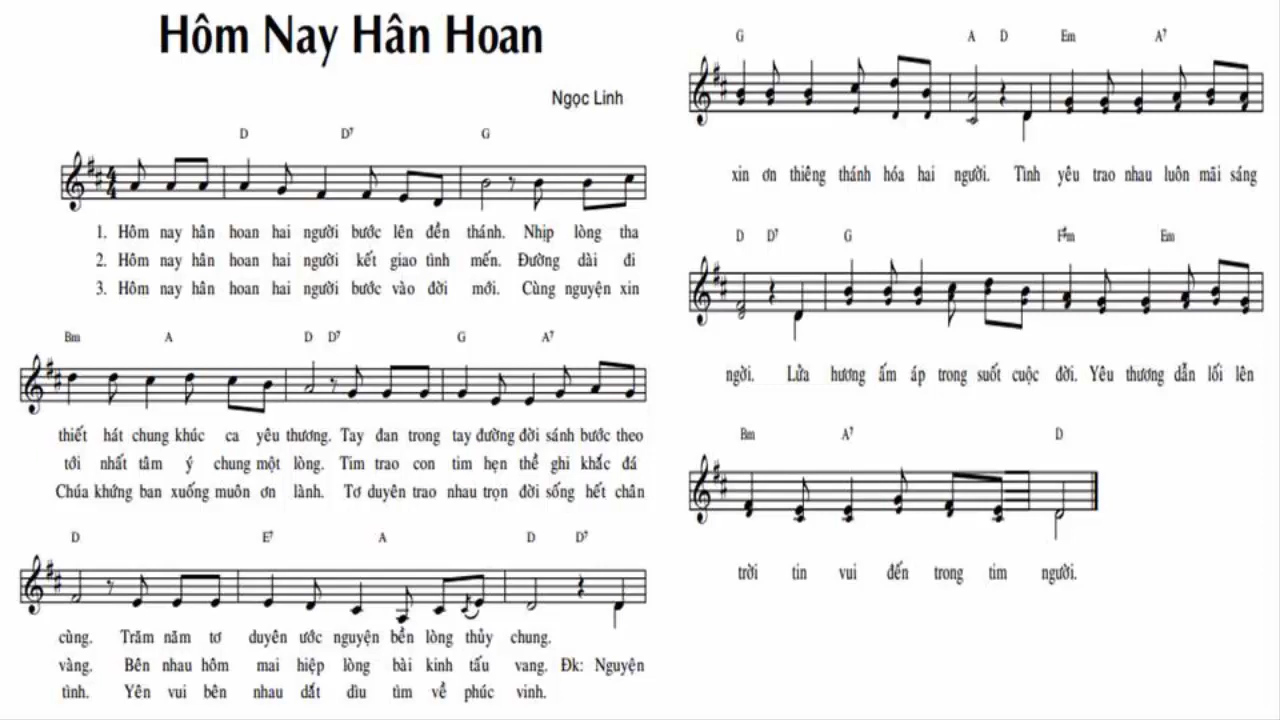 Hôm Nay Hân Hoan
Ngọc Linh
D D7 G
1. Hôm nay hân hoan hai người bước lên đền thánh. Nhịp lòng tha
2. Hôm nay hân hoan hai người kết giao tình mến. Đường dài đi
3. Hôm nay hân hoan hai người bước vào đời mới. Cùng nguyện xin
Bm A D D7 G A7
thiết hát chung khúc ca yêu thương. Tay đan trong tay đường đời sánh bước theo
tới nhất tâm ý chung một lòng. Tim trao con tim hẹn thề ghi khắc đá
Chúa khứng ban xuống muôn ơn lành. Tơ duyên trao nhau trọn đời sống hết chân
D E7 A D D7
cùng. Trăm năm tơ duyên ước nguyện bền lòng thủy chung.
vàng. Bên nhau hôm mai hiệp lòng bài kinh tấu vang. Đk: Nguyện
tình. Yên vui bên nhau dắt dìu tìm về phúc vinh.
G A D Em A7
xin ơn thiêng thánh hóa hai người. Tình yêu trao nhau luôn mãi sáng
D D7 G F#m Em
ngời. Lửa hương ấm áp trong suốt cuộc đời. Yêu thương dẫn lối lên
Bm A7 D
trời tin vui đến trong tim người.